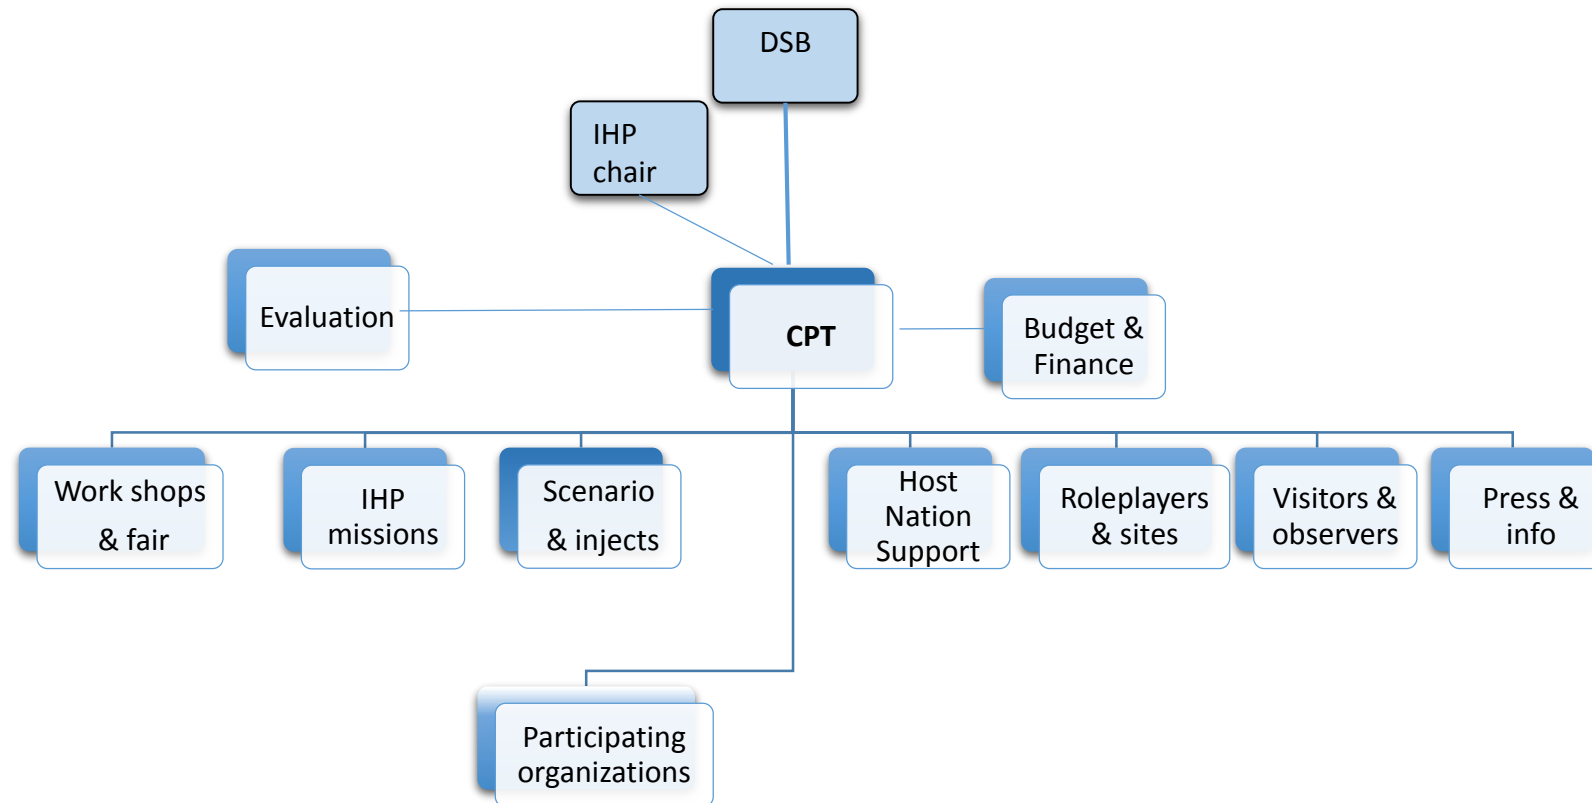 DSB
IHP
chair
Evaluation
CPT
Budget &
Finance
Work shops
& fair
IHP
missions
Scenario
& injects
Host
Nation
Support
Roleplayers
& sites
Visitors &
observers
Press &
info
Participating
organizations